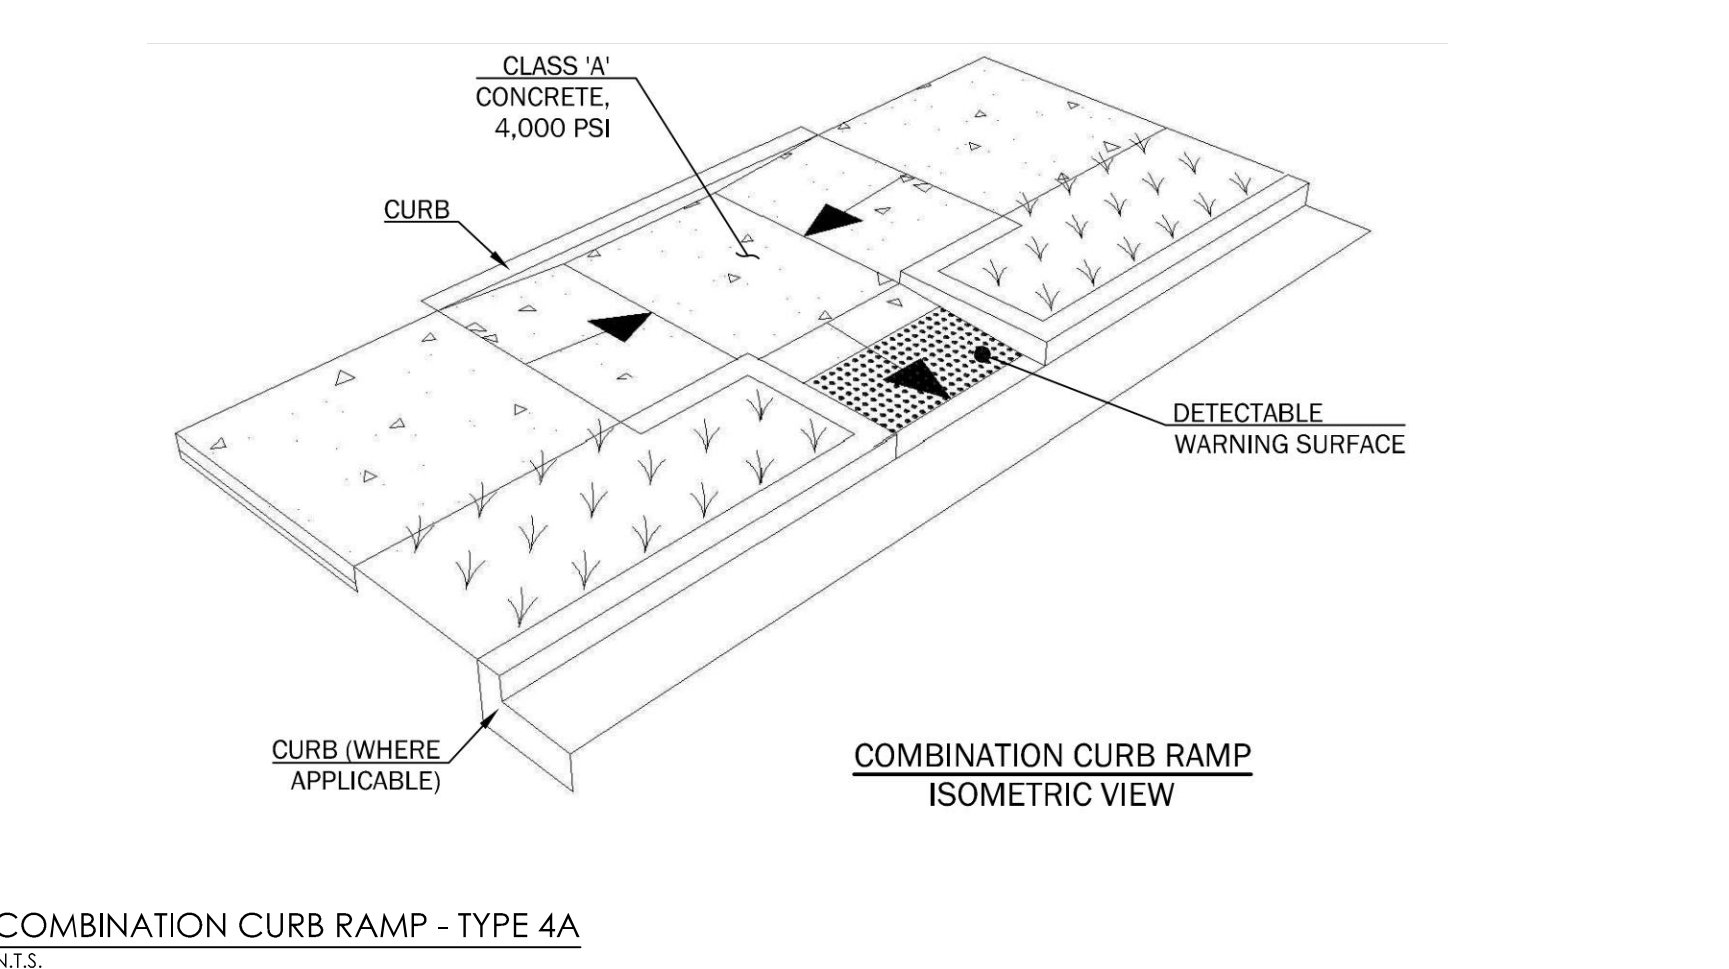 CLASS 'A'
CONCRETE,
4,000 PSI
CURB
DETECTABLE
WARNING SURFACE
CURB (WHERE
APPLICABLE)
COMBINATION CURB RAMP
ISOMETRIC VIEW
COMBINATION CURB RAMP - TYPE 4A
N.T.S.